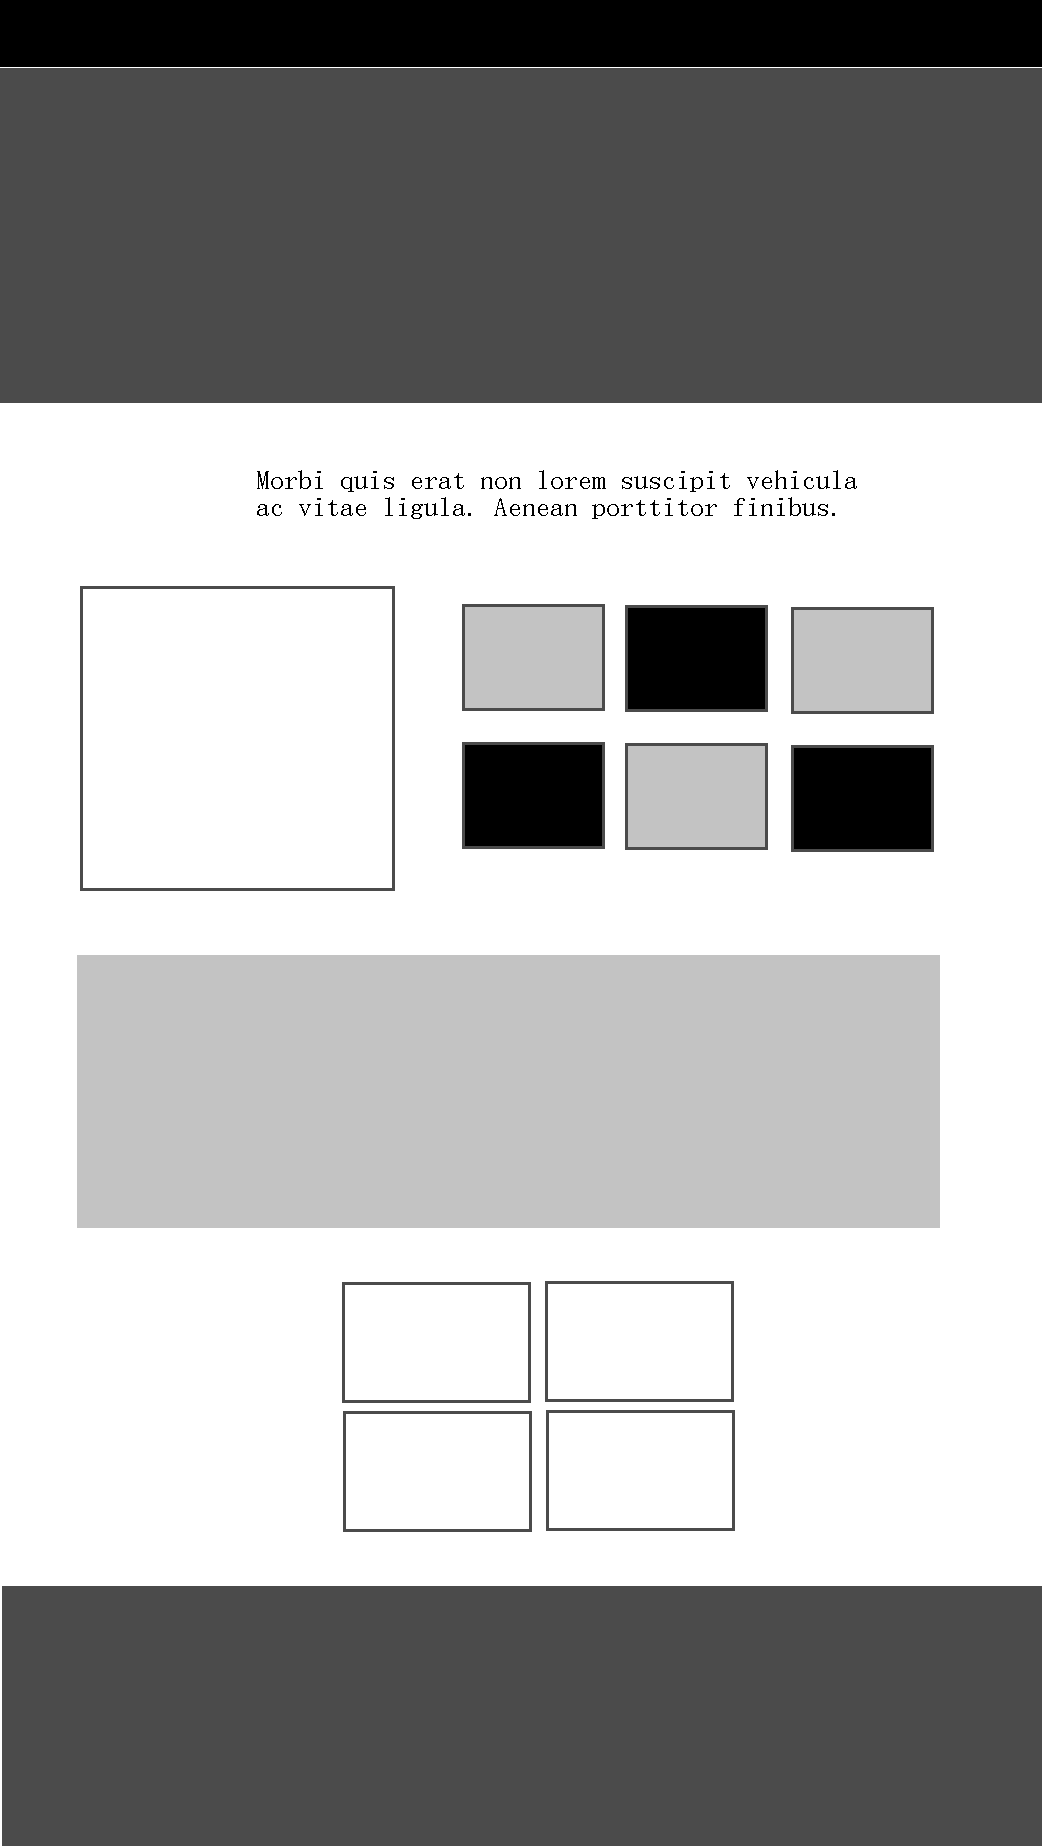 Morbi quis erat non lorem suscipit vehicula
ac vitae ligula. Aenean porttitor finibus.